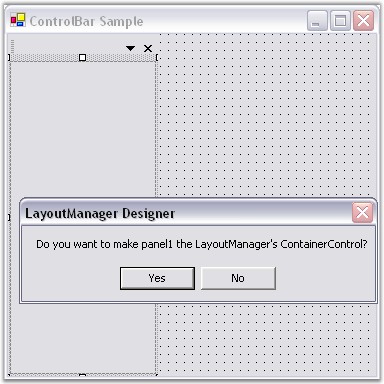 ControlBar Sample
LayoutManager Designer
Do you want to make panel1 the LayoutManager's ContainerControl?
Yes No